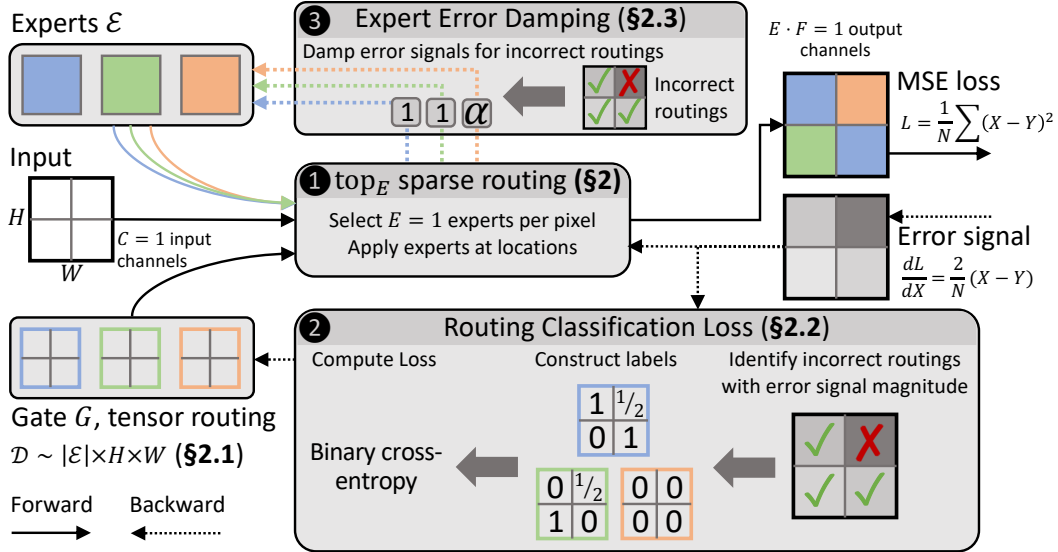 Experts ℰ
3 Expert Error Damping (§2.3)
Damp error signals for incorrect routings
Incorrect
routings
1 1 α
E · F = 1 output
channels
MSE loss
L = 1/N ∑(X − Y)²
Input
H
W
C = 1 input
channels
1 top_E sparse routing (§2)
Select E = 1 experts per pixel
Apply experts at locations
Error signal
dL/dX = 2/N (X − Y)
Gate G, tensor routing
𝒟 ~ |ℰ|×H×W (§2.1)
Forward
Backward
2 Routing Classification Loss (§2.2)
Compute Loss
Construct labels
Identify incorrect routings
with error signal magnitude
1 1/2
0 1
Binary cross-
entropy
0 1/2
1 0
0 0
0 0